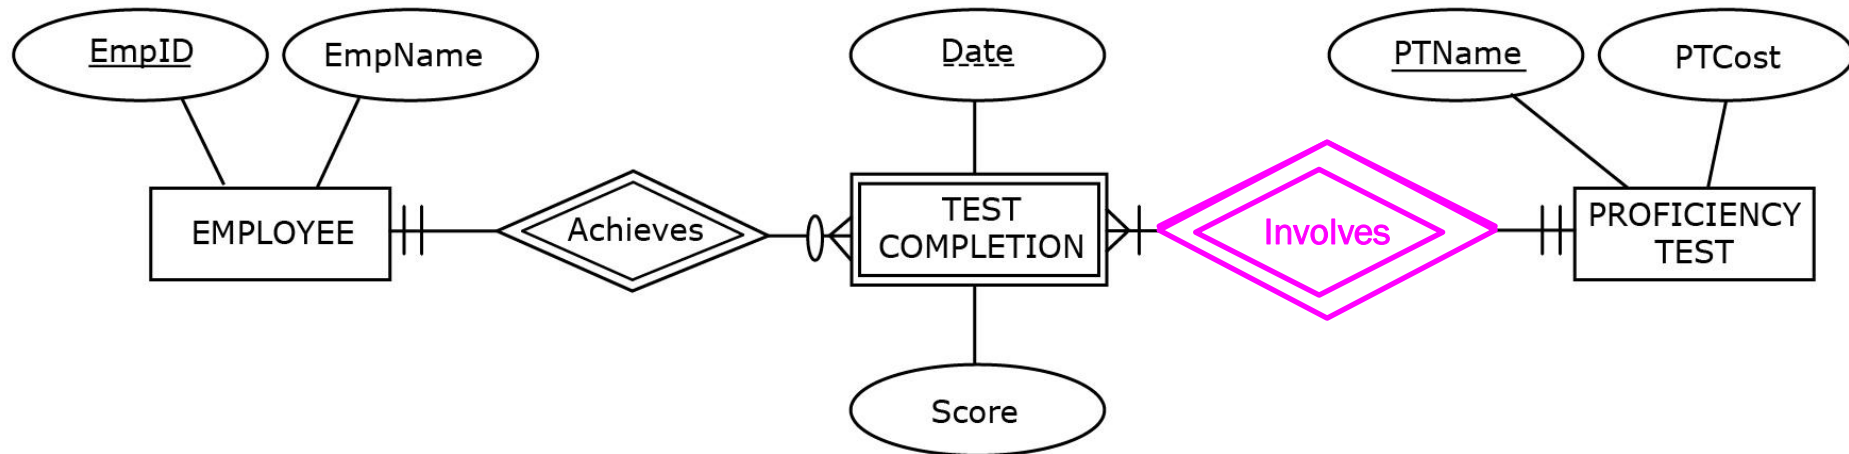 EmpID
EmpName
Date
PTName
PTCost
EMPLOYEE
Achieves
TEST
COMPLETION
Involves
PROFICIENCY
TEST
Score